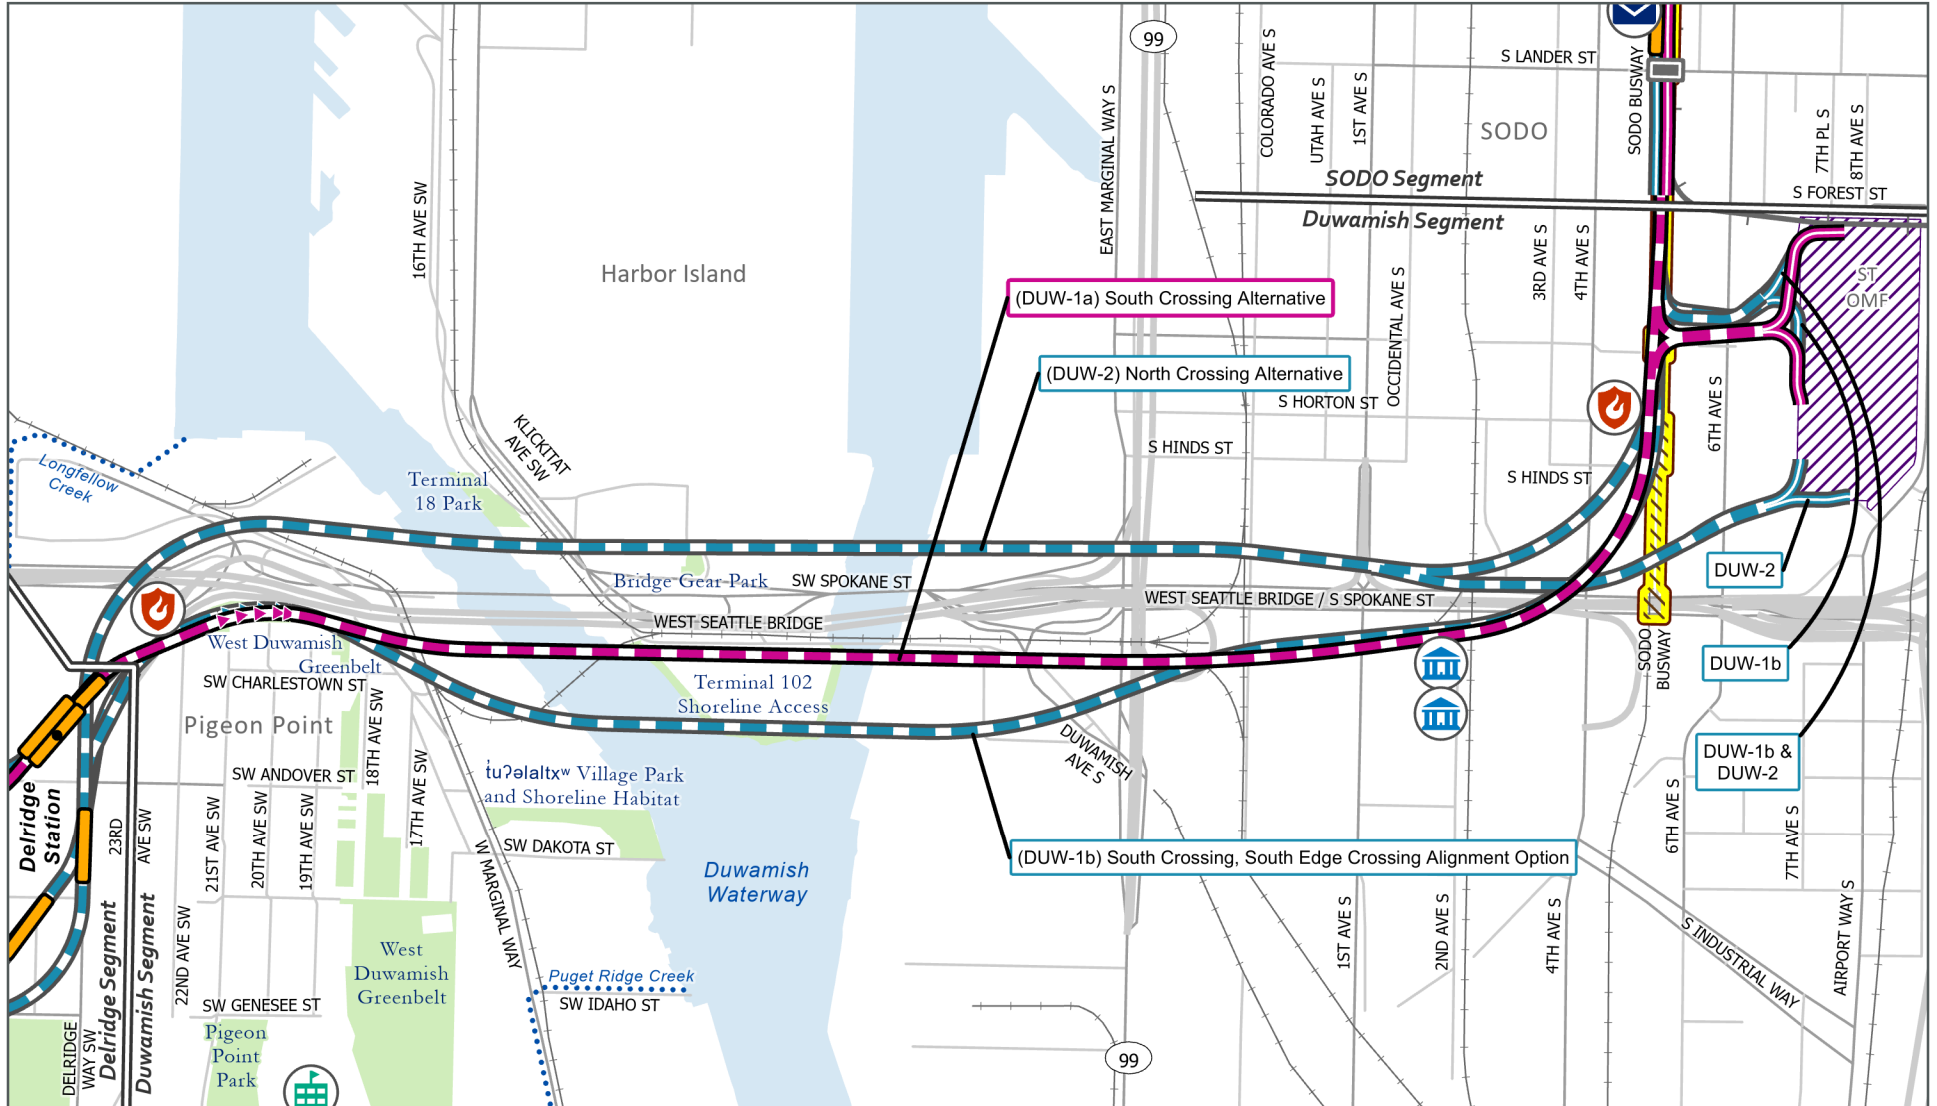 99
S LANDER ST
SODO BUSWAY
COLORADO AVE S
UTAH AVE S
1ST AVE S
SODO
7TH PL S
8TH AVE S
EAST MARGINAL WAY S
16TH AVE SW
SODO Segment
S FOREST ST
Duwamish Segment
3RD AVE S
4TH AVE S
OCCIDENTAL AVE S
Harbor Island
ST
OMF
(DUW-1a) South Crossing Alternative
(DUW-2) North Crossing Alternative
S HORTON ST
6TH AVE S
KLICKITAT
AVE SW
S HINDS ST
S HINDS ST
Longfellow
Creek
Terminal
18 Park
Bridge Gear Park
SW SPOKANE ST
WEST SEATTLE BRIDGE / S SPOKANE ST
DUW-2
WEST SEATTLE BRIDGE
West Duwamish
Greenbelt
SODO
BUSWAY
DUW-1b
SW CHARLESTOWN ST
18TH AVE SW
Terminal 102
Shoreline Access
Pigeon Point
DUWAMISH
AVE S
DUW-1b &
DUW-2
SW ANDOVER ST
17TH AVE SW
t̓uʔəlaltxʷ Village Park
and Shoreline Habitat
Delridge
Station
23RD
AVE SW
21ST AVE SW
20TH AVE SW
19TH AVE SW
6TH AVE S
7TH AVE S
W MARGINAL WAY
SW DAKOTA ST
(DUW-1b) South Crossing, South Edge Crossing Alignment Option
Duwamish
Waterway
Delridge Segment
Duwamish Segment
22ND AVE SW
West
Duwamish
Greenbelt
1ST AVE S
2ND AVE S
4TH AVE S
S INDUSTRIAL WAY
AIRPORT WAY S
Puget Ridge Creek
SW IDAHO ST
SW GENESEE ST
DELRIDGE
WAY SW
Pigeon
Point
Park
99